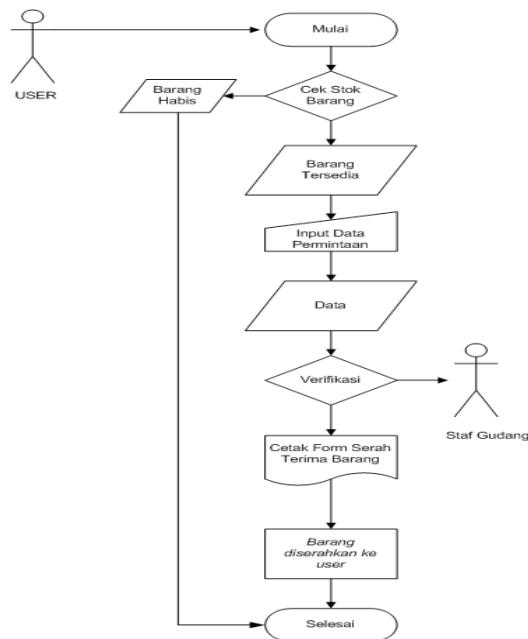 Mulai
USER
Barang
Habis
Cek Stok
Barang
Barang
Tersedia
Input Data
Permintaan
Data
Verifikasi
Staf Gudang
Cetak Form Serah
Terima Barang
Barang
diserahkan ke
user
Selesai